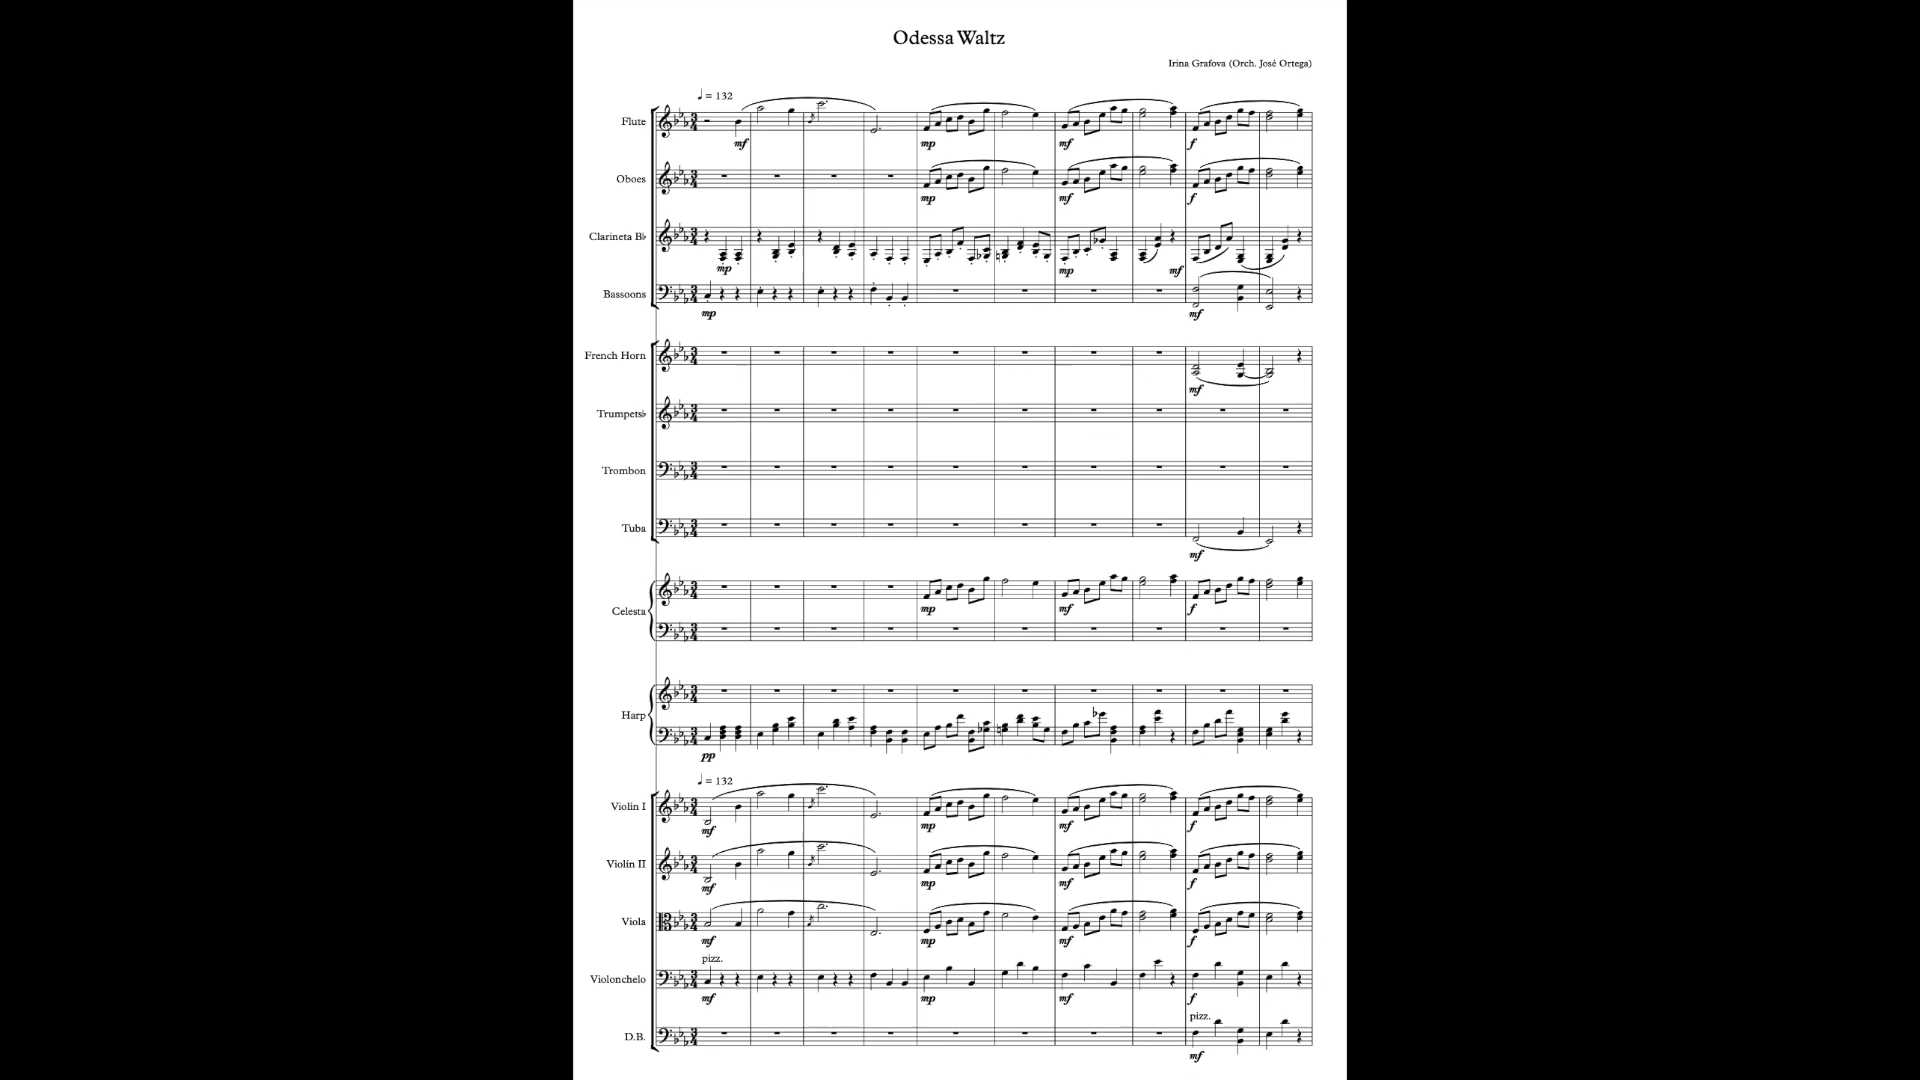 Odessa Waltz
Irina Grafova (Orch. José Ortega)
♩ = 132
Flute
mf mp mf f
Oboes
mp mf f
Clarineta B♭
mp mp mf
Bassoons
mp mf
French Horn
mf
Trumpets♭
Trombon
Tuba
mf
Celesta
mp mf f
Harp
pp
♩ = 132
Violín I
mf mp mf f
Violín II
mf mp mf f
Viola
mf mp mf f
pizz.
Violonchelo
mf mp mf f
pizz.
D.B.
mf